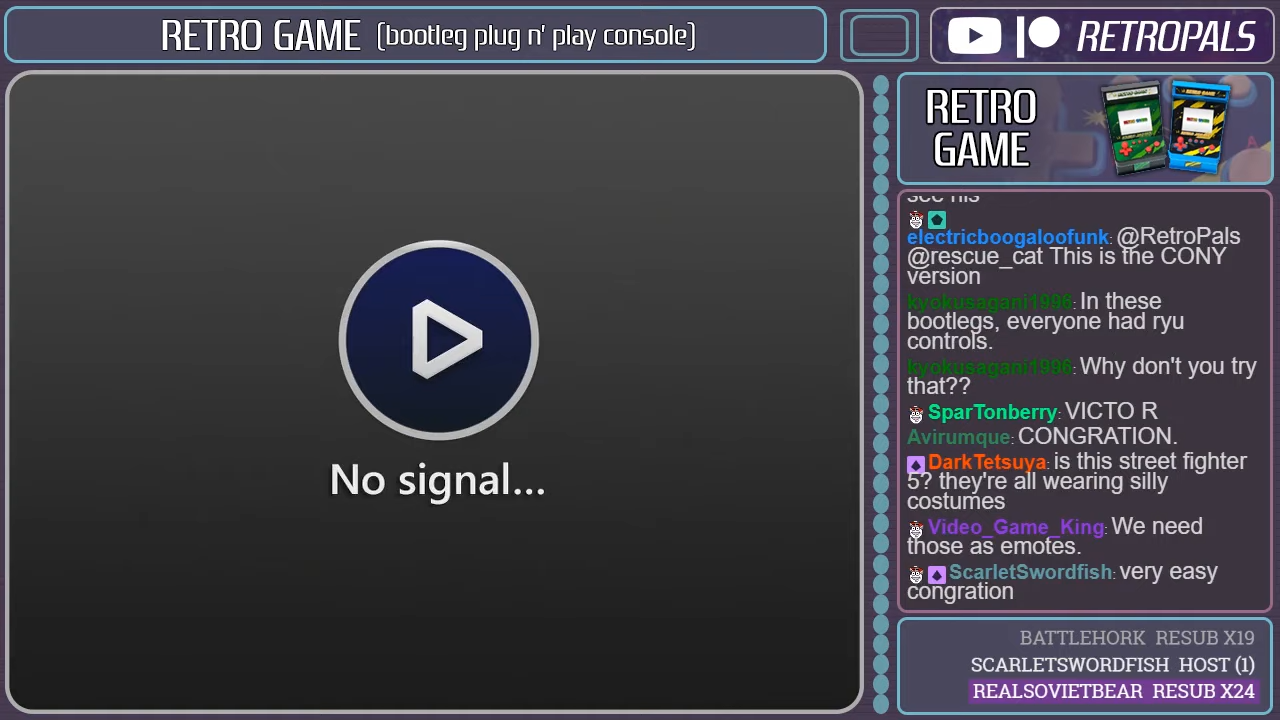 RETRO GAME (bootleg plug n' play console)
RETROPALS
RETRO
GAME
electricboogaloofunk: @RetroPals
@rescue_cat This is the CONY
version
kyokusagani1996: In these
bootlegs, everyone had ryu
controls.
kyokusagani1996: Why don't you try
that??
SparTonberry: VICTO R
Avirumque: CONGRATION.
DarkTetsuya: is this street fighter
5? they're all wearing silly
costumes
Video_Game_King: We need
those as emotes.
ScarletSwordfish: very easy
congration
No signal...
BATTLEHORK RESUB X19
SCARLETSWORDFISH HOST (1)
REALSOVIETBEAR RESUB X24